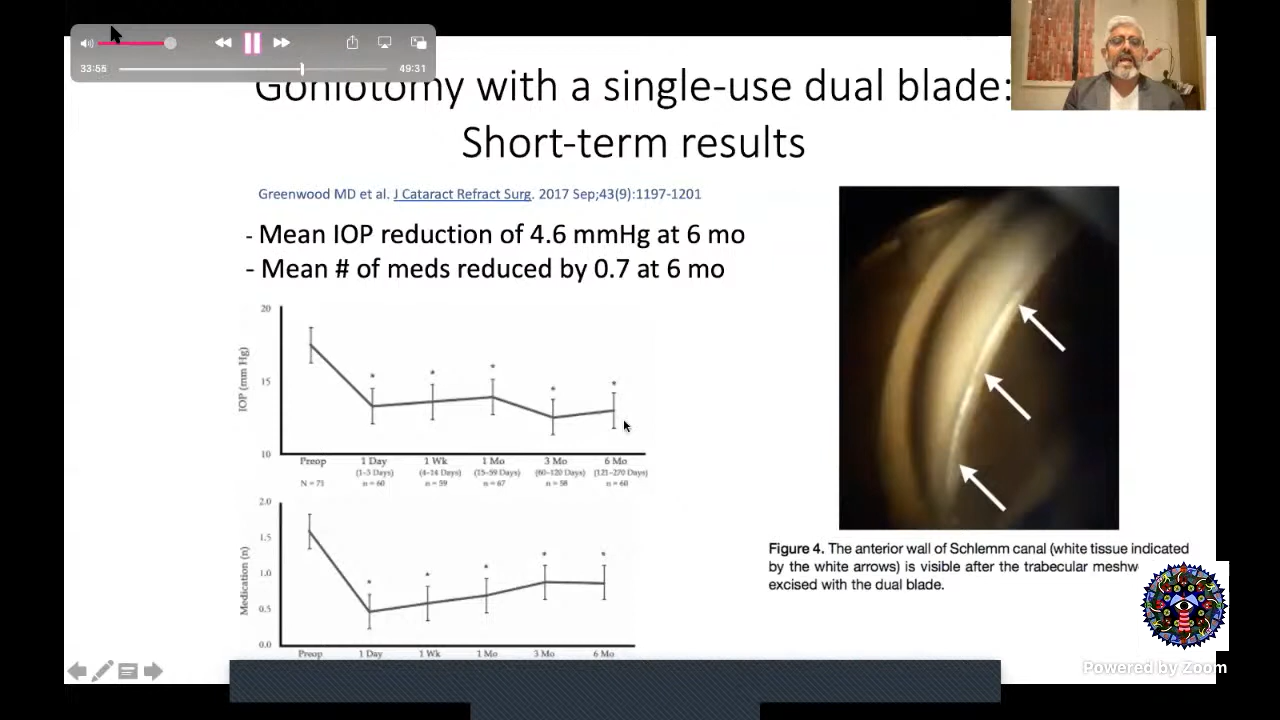 33:55
49:31
Goniotomy with a single-use dual blade:
Short-term results
Greenwood MD et al. J Cataract Refract Surg. 2017 Sep;43(9):1197-1201
- Mean IOP reduction of 4.6 mmHg at 6 mo
- Mean # of meds reduced by 0.7 at 6 mo
20
15
10
IOP (mm Hg)
* * * * *
Preop 1 Day 1 Wk 1 Mo 3 Mo 6 Mo
(1-3 Days) (4-14 Days) (15-59 Days) (60-120 Days) (121-270 Days)
N = 71 n = 60 n = 59 n = 67 n = 58 n = 60
2.0
1.5
1.0
0.5
0.0
Medication (n)
* * * * *
Preop 1 Day 1 Wk 1 Mo 3 Mo 6 Mo
Figure 4. The anterior wall of Schlemm canal (white tissue indicated
by the white arrows) is visible after the trabecular meshw
excised with the dual blade.
Powered by Zoom